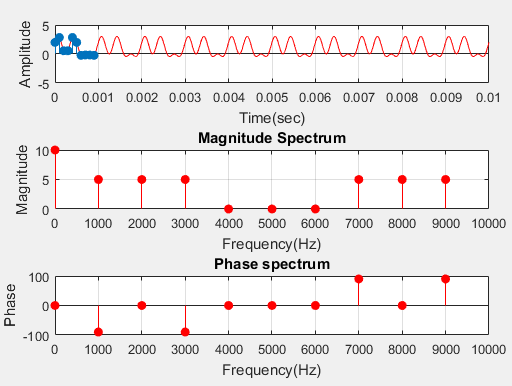 Amplitude
5
0
-5
0 0.001 0.002 0.003 0.004 0.005 0.006 0.007 0.008 0.009 0.01
Time(sec)
Magnitude Spectrum
Magnitude
10
5
0
0 1000 2000 3000 4000 5000 6000 7000 8000 9000 10000
Frequency(Hz)
Phase spectrum
Phase
100
0
-100
0 1000 2000 3000 4000 5000 6000 7000 8000 9000 10000
Frequency(Hz)